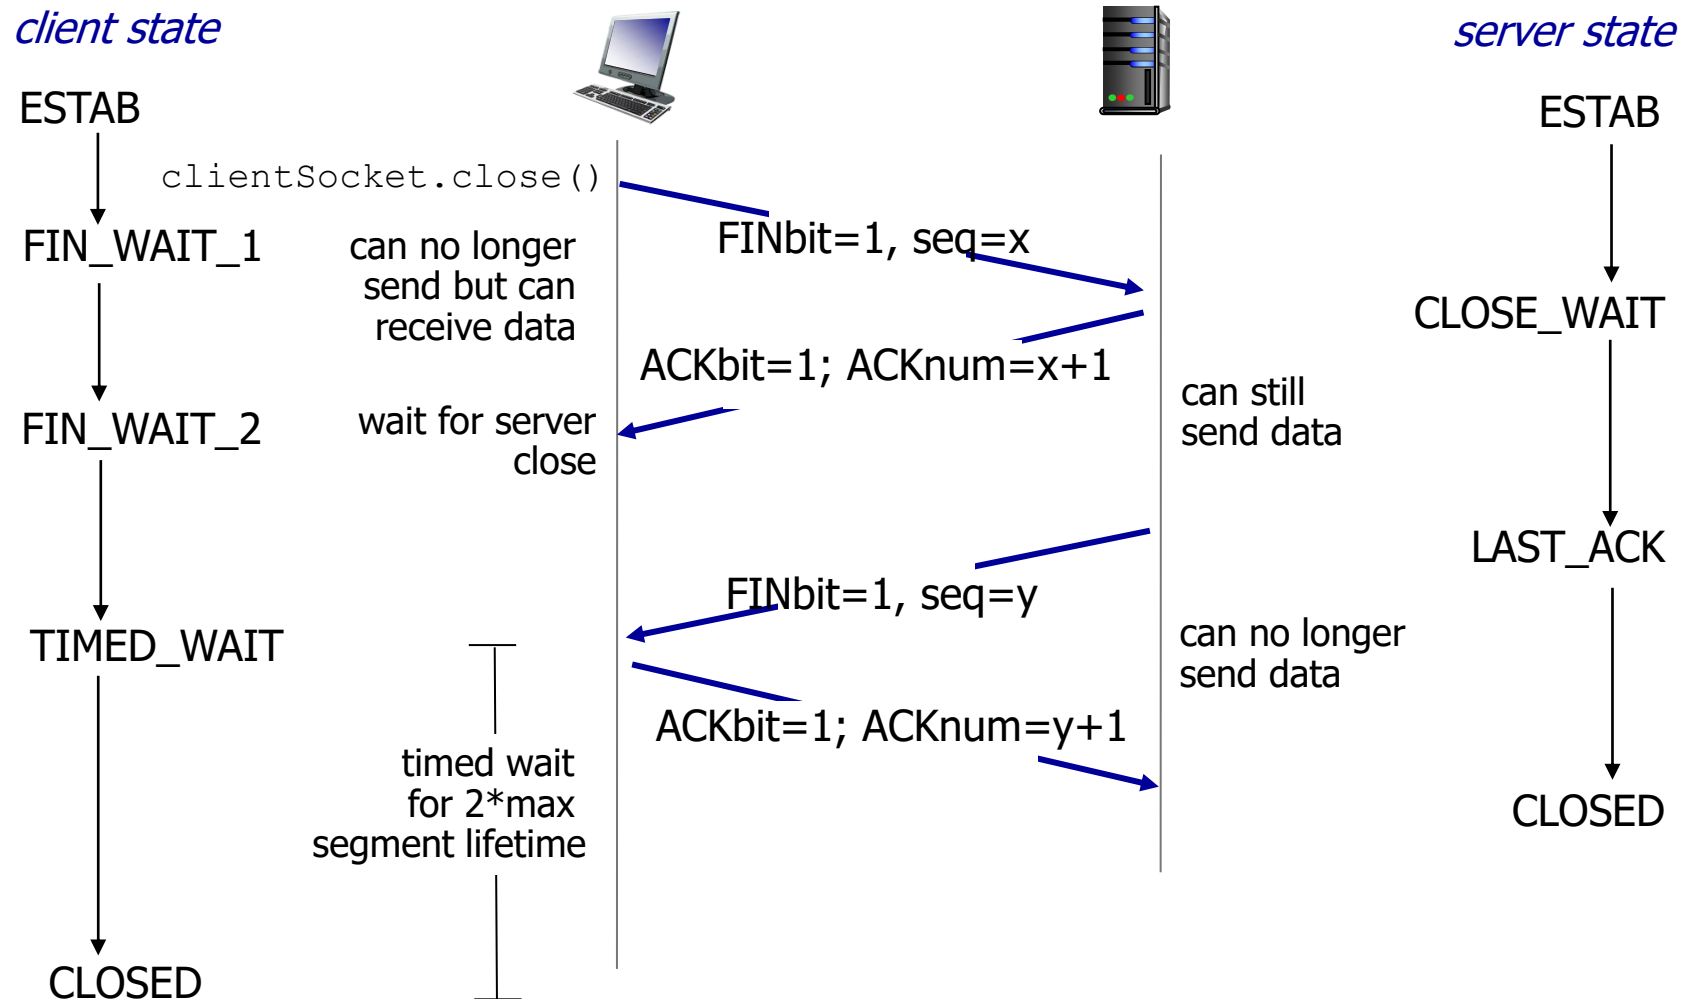 client state
server state
ESTAB
ESTAB
clientSocket.close()
FIN_WAIT_1
can no longer
send but can
receive data
FINbit=1, seq=x
CLOSE_WAIT
ACKbit=1; ACKnum=x+1
can still
send data
FIN_WAIT_2
wait for server
close
LAST_ACK
FINbit=1, seq=y
can no longer
send data
TIMED_WAIT
ACKbit=1; ACKnum=y+1
timed wait
for 2*max
segment lifetime
CLOSED
CLOSED